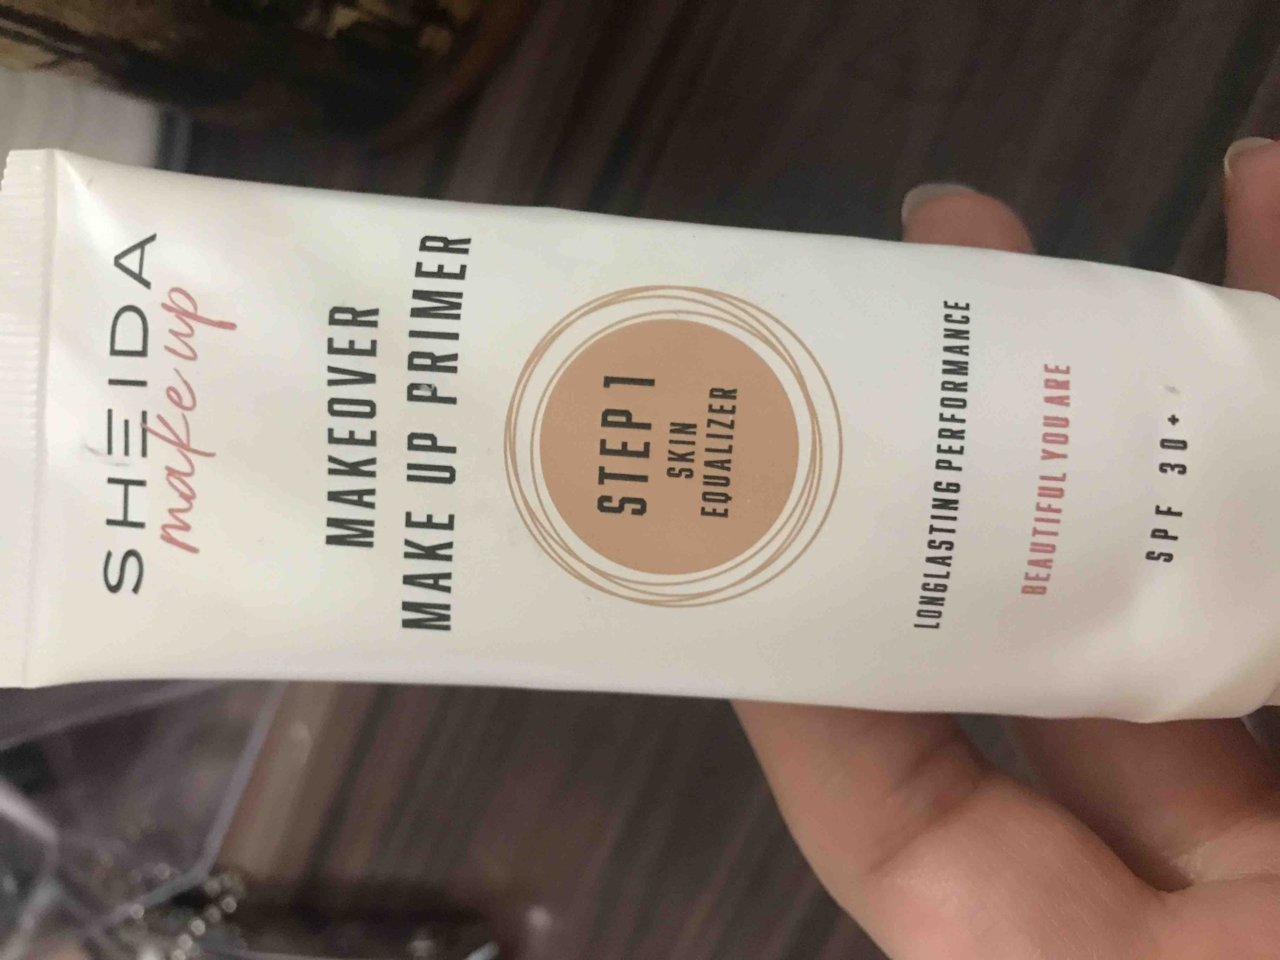 SHEIDA
make up
MAKEOVER
MAKE UP PRIMER
STEP 1
SKIN
EQUALIZER
LONGLASTING PERFORMANCE
BEAUTIFUL YOU ARE
SPF 30+